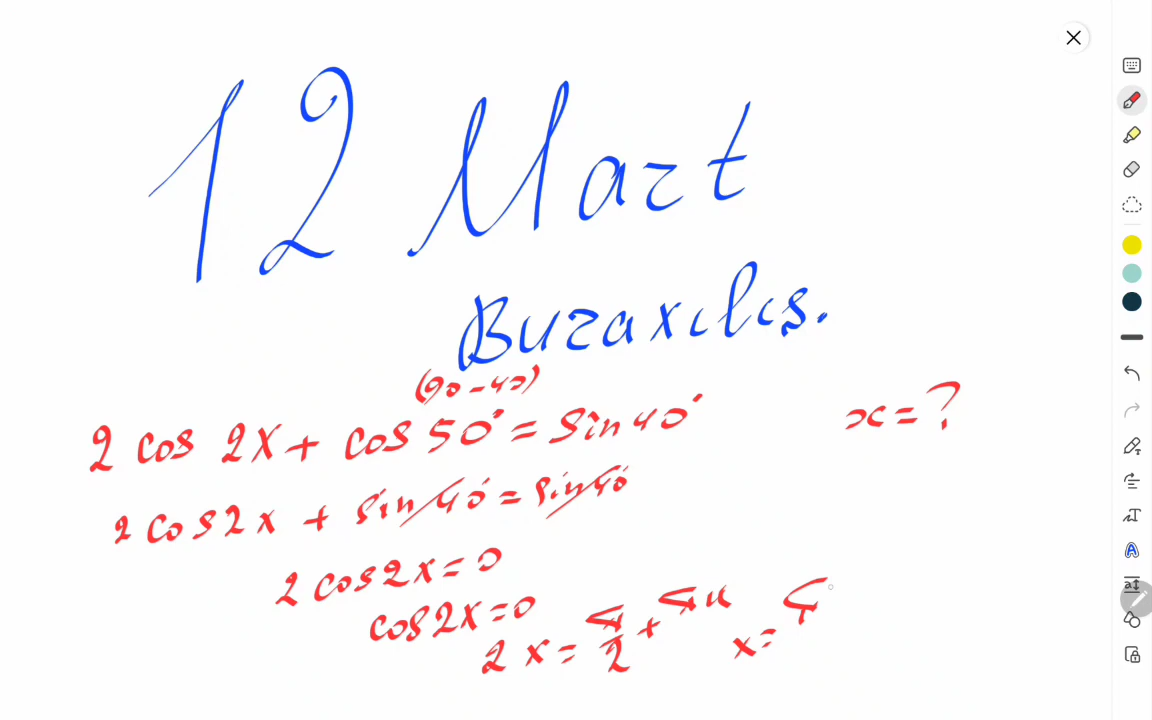 12 Mart
Buraxılış.
(90-40)
2 cos 2x + cos 50° = sin 40° x = ?
2 cos 2x + sin 40° = sin 40°
2 cos 2x = 0
cos 2x = 0
2x = π/2 + πn x = π